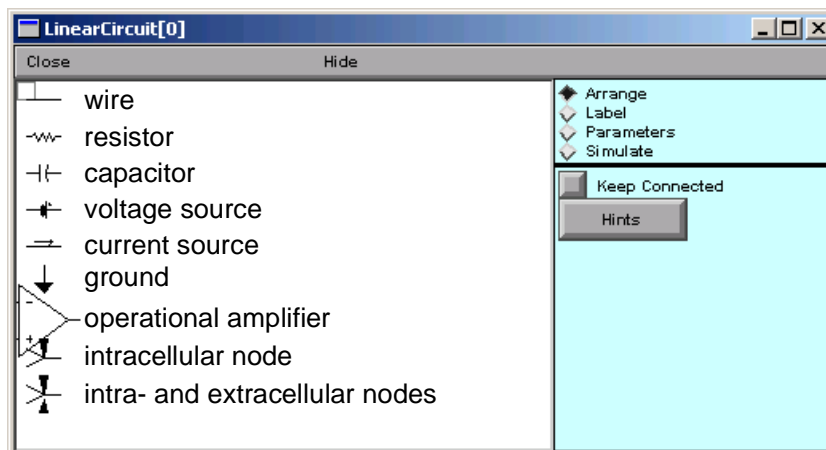 LinearCircuit[0]
Close Hide
wire
resistor
capacitor
voltage source
current source
ground
operational amplifier
intracellular node
intra- and extracellular nodes
Arrange
Label
Parameters
Simulate
Keep Connected
Hints